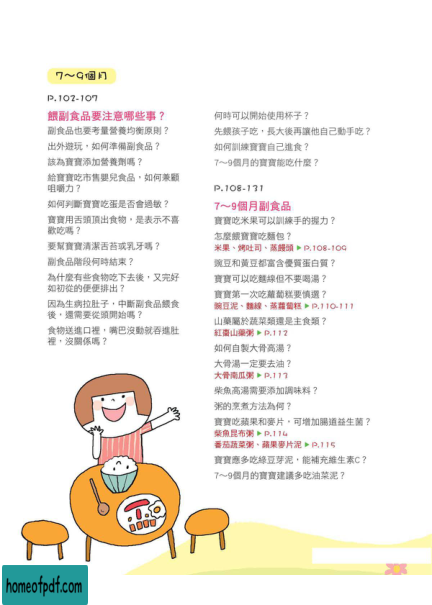 7～9個月
P.102-107
餵副食品要注意哪些事？
副食品也要考量營養均衡原則？
出外遊玩，如何準備副食品？
該為寶寶添加營養劑嗎？
給寶寶吃市售嬰兒食品，如何兼顧
咀嚼力？
如何判斷寶寶吃蛋是否會過敏？
寶寶用舌頭頂出食物，是表示不喜
歡吃嗎？
要幫寶寶清潔舌苔或乳牙嗎？
副食品階段何時結束？
為什麼有些食物吃下去後，又完好
如初從的便便排出？
因為生病拉肚子，中斷副食品餵食
後，還需要從頭開始嗎？
食物送進口裡，嘴巴沒動就吞進肚
裡，沒關係嗎？
何時可以開始使用杯子？
先餵孩子吃，長大後再讓他自己動手吃？
如何訓練寶寶自己進食？
7～9個月的寶寶能吃什麼？
P.108-131
7～9個月副食品
寶寶吃米果可以訓練手的握力？
怎麼餵寶寶吃麵包？
米果、烤吐司、蒸饅頭 ▶ P.108-109
豌豆和黃豆都富含優質蛋白質？
寶寶可以吃麵線但不要喝湯？
寶寶第一次吃蘿蔔糕要慎選？
豌豆泥、麵線、蒸蘿蔔糕 ▶ P.110-111
山藥屬於蔬菜類還是主食類？
紅棗山藥粥 ▶ P.112
如何自製大骨高湯？
大骨湯一定要去油？
大骨南瓜粥 ▶ P.113
柴魚高湯需要添加調味料？
粥的烹煮方法為何？
寶寶吃蘋果和麥片，可增加腸道益生菌？
柴魚昆布粥 ▶ P.114
番茄蔬菜粥、蘋果麥片泥 ▶ P.115
寶寶應多吃綠豆芽泥，能補充維生素C？
7～9個月的寶寶建議多吃油菜泥？
homeofpdf.com